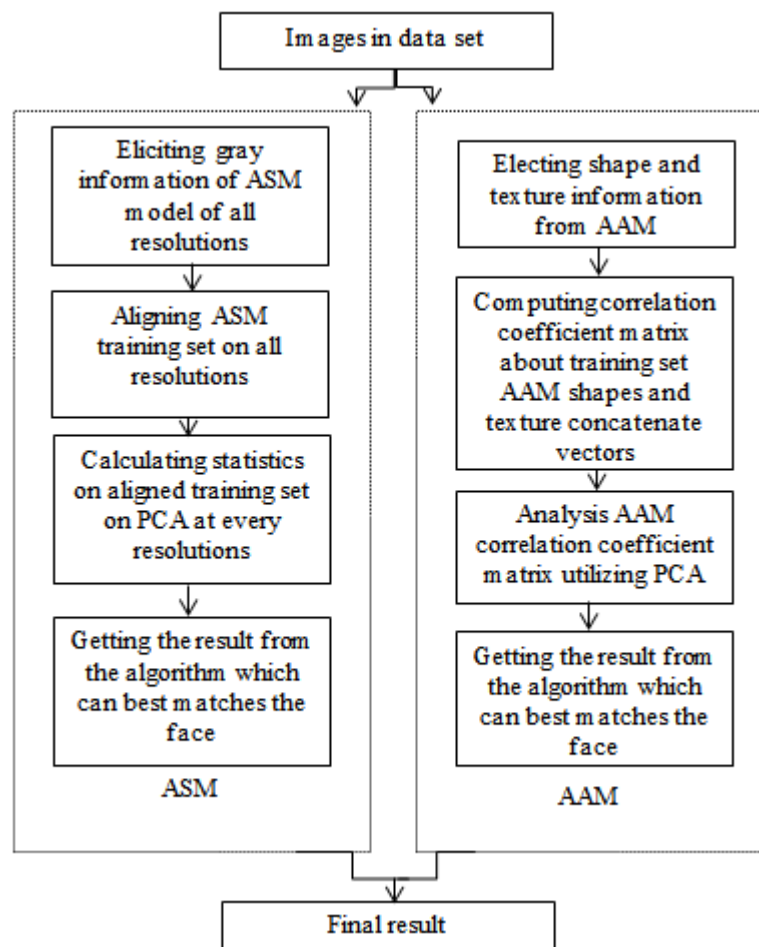 Images in data set
Eliciting gray
information of ASM
model of all
resolutions
Aligning ASM
training set on all
resolutions
Calculating statistics
on aligned training set
on PCA at every
resolutions
Getting the result from
the algorithm which
can best matches the
face
ASM
Electing shape and
texture information
from AAM
Computing correlation
coefficient matrix
about training set
AAM shapes and
texture concatenate
vectors
Analysis AAM
correlation coefficient
matrix utilizing PCA
Getting the result from
the algorithm which
can best matches the
face
AAM
Final result